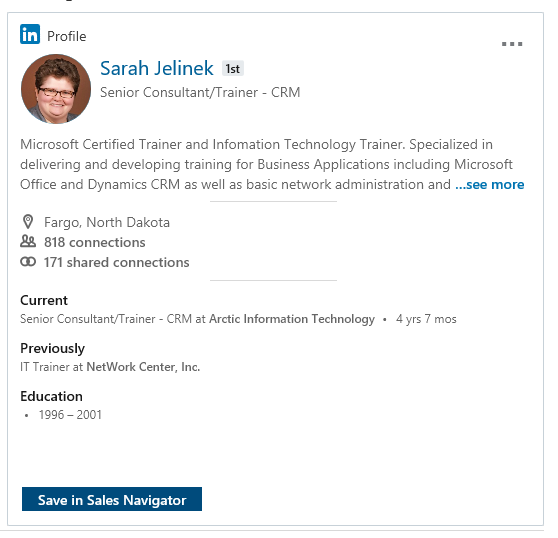 in Profile
Sarah Jelinek 1st
Senior Consultant/Trainer - CRM
Microsoft Certified Trainer and Infomation Technology Trainer. Specialized in
delivering and developing training for Business Applications including Microsoft
Office and Dynamics CRM as well as basic network administration and ...see more
Fargo, North Dakota
818 connections
171 shared connections
Current
Senior Consultant/Trainer - CRM at Arctic Information Technology • 4 yrs 7 mos
Previously
IT Trainer at NetWork Center, Inc.
Education
• 1996 – 2001
Save in Sales Navigator